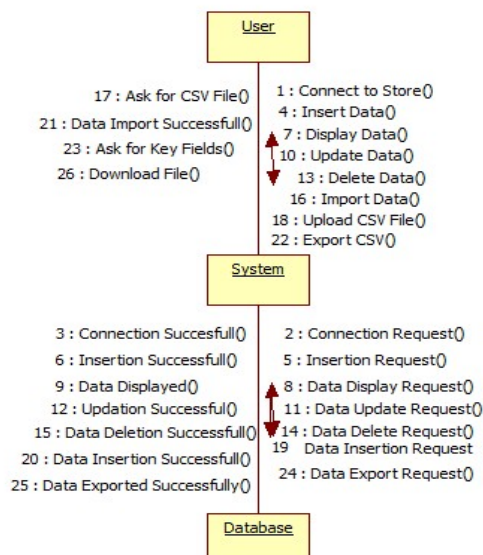 User
17 : Ask for CSV File()
21 : Data Import Successfull()
23 : Ask for Key Fields()
26 : Download File()
1 : Connect to Store()
4 : Insert Data()
7 : Display Data()
10 : Update Data()
13 : Delete Data()
16 : Import Data()
18 : Upload CSV File()
22 : Export CSV()
System
3 : Connection Succesfull()
6 : Insertion Successfull()
9 : Data Displayed()
12 : Updation Successful()
15 : Data Deletion Successfull()
20 : Data Insertion Successfull()
25 : Data Exported Successfully()
2 : Connection Request()
5 : Insertion Request()
8 : Data Display Request()
11 : Data Update Request()
14 : Data Delete Request()
19 Data Insertion Request
24 : Data Export Request()
Database